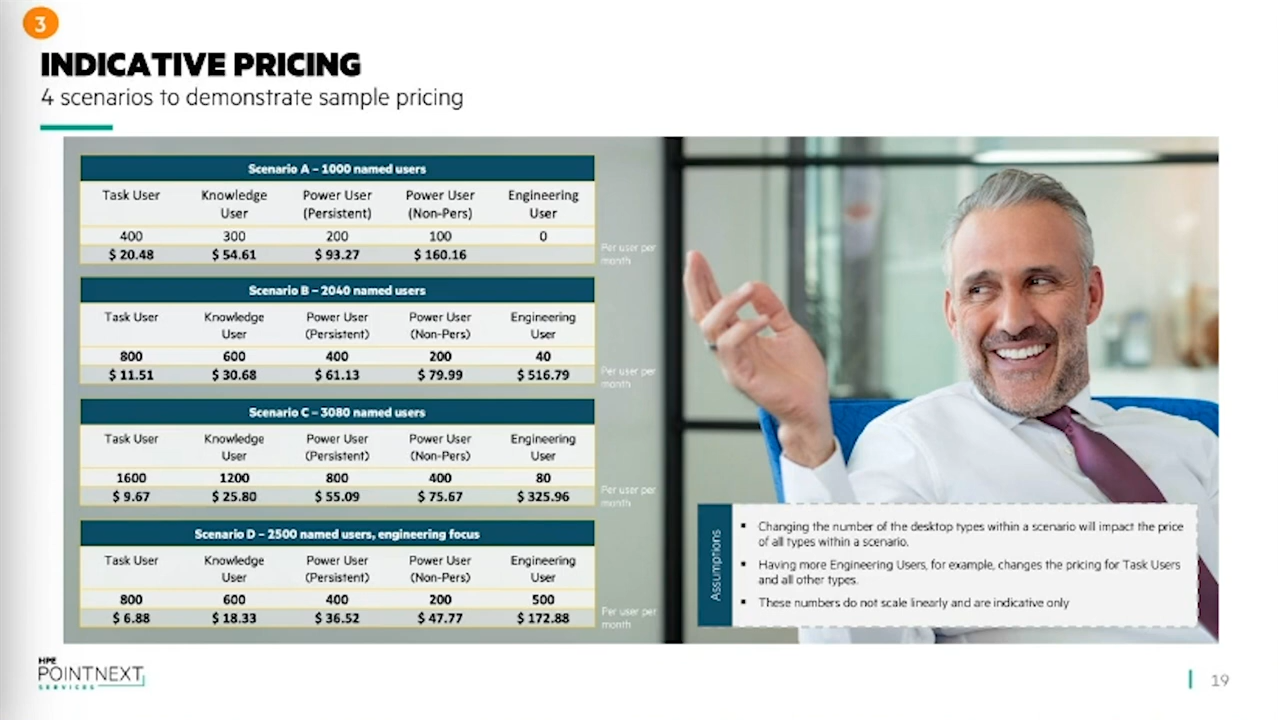 3
INDICATIVE PRICING
4 scenarios to demonstrate sample pricing
Scenario A – 1000 named users
Task User Knowledge User Power User (Persistent) Power User (Non-Pers) Engineering User
400 300 200 100 0
$ 20.48 $ 54.61 $ 93.27 $ 160.16
Per user per
month
Scenario B – 2040 named users
Task User Knowledge User Power User (Persistent) Power User (Non-Pers) Engineering User
800 600 400 200 40
$ 11.51 $ 30.68 $ 61.13 $ 79.99 $ 516.79
Per user per
month
Scenario C – 3080 named users
Task User Knowledge User Power User (Persistent) Power User (Non-Pers) Engineering User
1600 1200 800 400 80
$ 9.67 $ 25.80 $ 55.09 $ 75.67 $ 325.96
Per user per
month
Scenario D – 2500 named users, engineering focus
Task User Knowledge User Power User (Persistent) Power User (Non-Pers) Engineering User
800 600 400 200 500
$ 6.88 $ 18.33 $ 36.52 $ 47.77 $ 172.88
Per user per
month
Assumptions
▪ Changing the number of the desktop types within a scenario will impact the price
of all types within a scenario.
▪ Having more Engineering Users, for example, changes the pricing for Task Users
and all other types.
▪ These numbers do not scale linearly and are indicative only
HPE
POINTNEXT
SERVICES
19